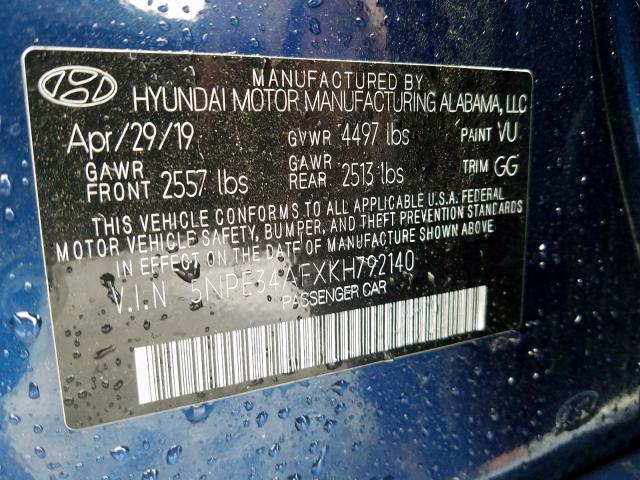 MANUFACTURED BY
HYUNDAI MOTOR MANUFACTURING ALABAMA, LLC
Apr/29/19 GVWR 4497 lbs PAINT VU
GAWR FRONT 2557 lbs GAWR REAR 2513 lbs TRIM GG
THIS VEHICLE CONFORMS TO ALL APPLICABLE U.S.A. FEDERAL
MOTOR VEHICLE SAFETY, BUMPER, AND THEFT PREVENTION STANDARDS
IN EFFECT ON THE DATE OF MANUFACTURE SHOWN ABOVE.
V.I.N 5NPE34AFXKH792140
PASSENGER CAR